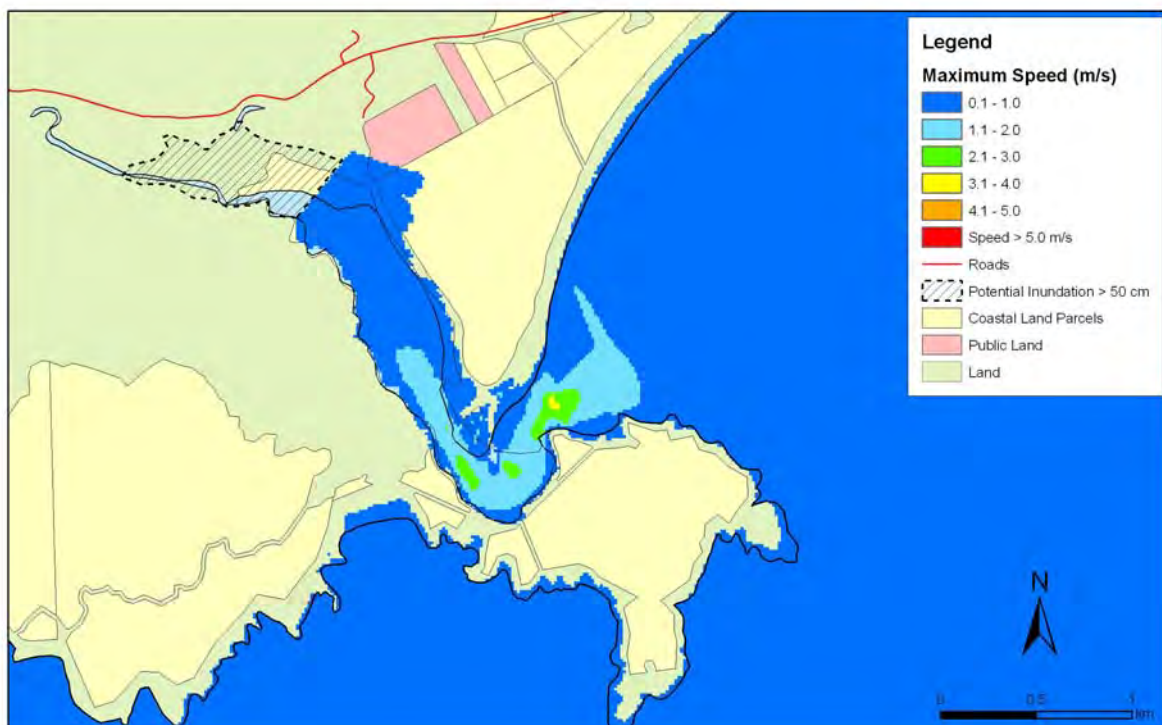 Legend
Maximum Speed (m/s)
0.1 - 1.0
1.1 - 2.0
2.1 - 3.0
3.1 - 4.0
4.1 - 5.0
Speed > 5.0 m/s
Roads
Potential Inundation > 50 cm
Coastal Land Parcels
Public Land
Land
N
0 0.5 1
km